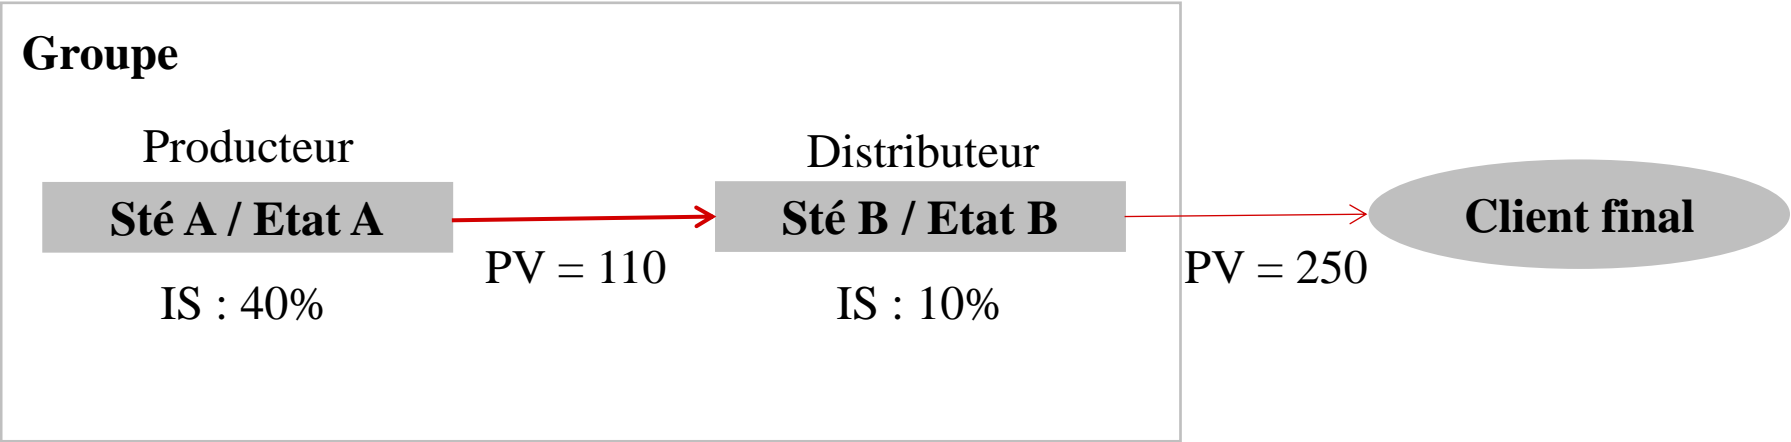 Groupe
Producteur
Sté A / Etat A
IS : 40%
PV = 110
Distributeur
Sté B / Etat B
IS : 10%
PV = 250
Client final